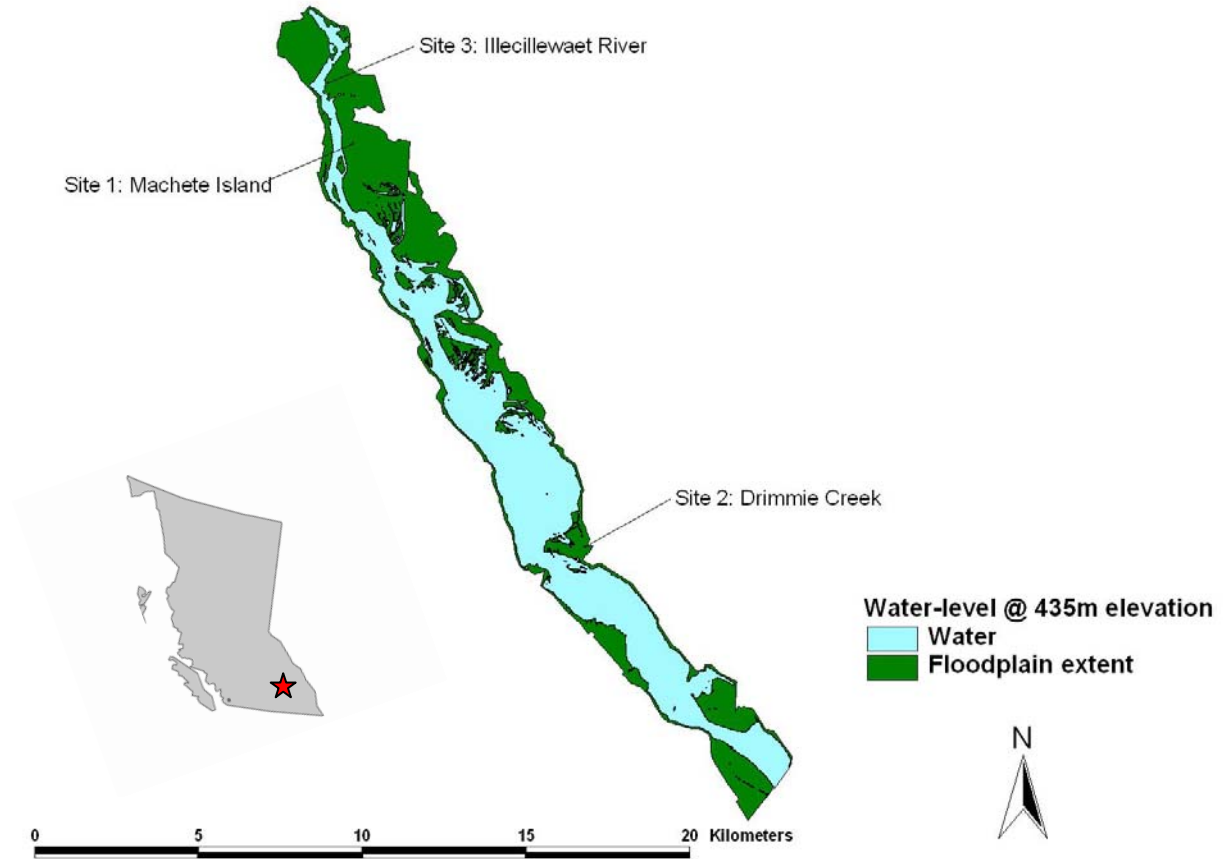 Site 3: Illecillewaet River
Site 1: Machete Island
Site 2: Drimmie Creek
Water-level @ 435m elevation
Water
Floodplain extent
N
0 5 10 15 20 Kilometers